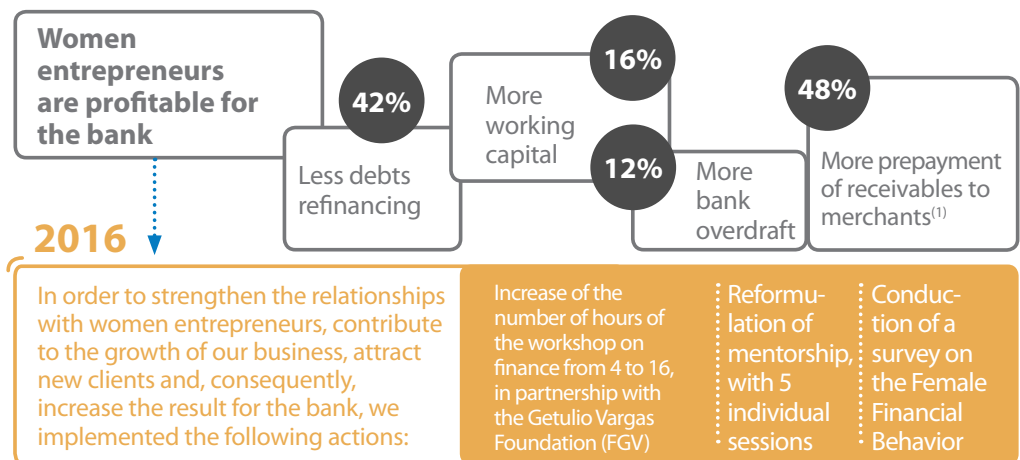 Women
entrepreneurs
are profitable for
the bank
42%
Less debts
refinancing
16%
More
working
capital
12%
More
bank
overdraft
48%
More prepayment
of receivables to
merchants(1)
2016
In order to strengthen the relationships
with women entrepreneurs, contribute
to the growth of our business, attract
new clients and, consequently,
increase the result for the bank, we
implemented the following actions:
Increase of the
number of hours of
the workshop on
finance from 4 to 16,
in partnership with
the Getulio Vargas
Foundation (FGV)
Reformu-
lation of
mentorship,
with 5
individual
sessions
Conduc-
tion of a
survey on
the Female
Financial
Behavior